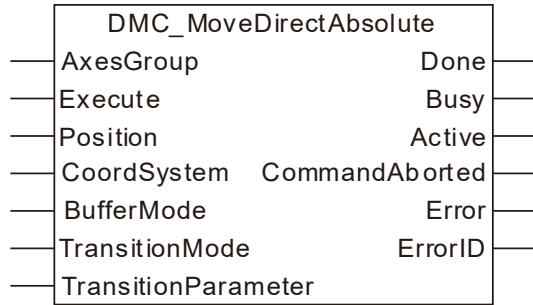 DMC_MoveDirectAbsolute
AxesGroup Done
Execute Busy
Position Active
CoordSystem CommandAborted
BufferMode Error
TransitionMode ErrorID
TransitionParameter